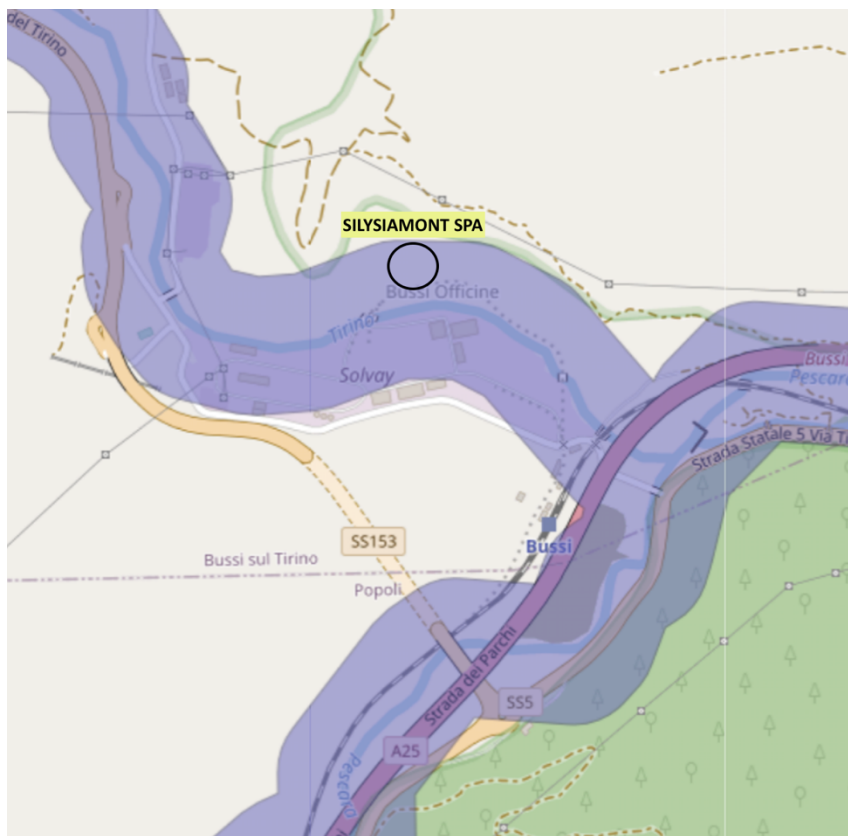 del Tirino
SILYSIAMONT SPA
Bussi Officine
Tirino
Solvay
Bussi
Pescara
Strada Statale 5 Via Ti
SS153
Bussi
Bussi sul Tirino
Popoli
Strada dei Parchi
SS5
A25
Pescara